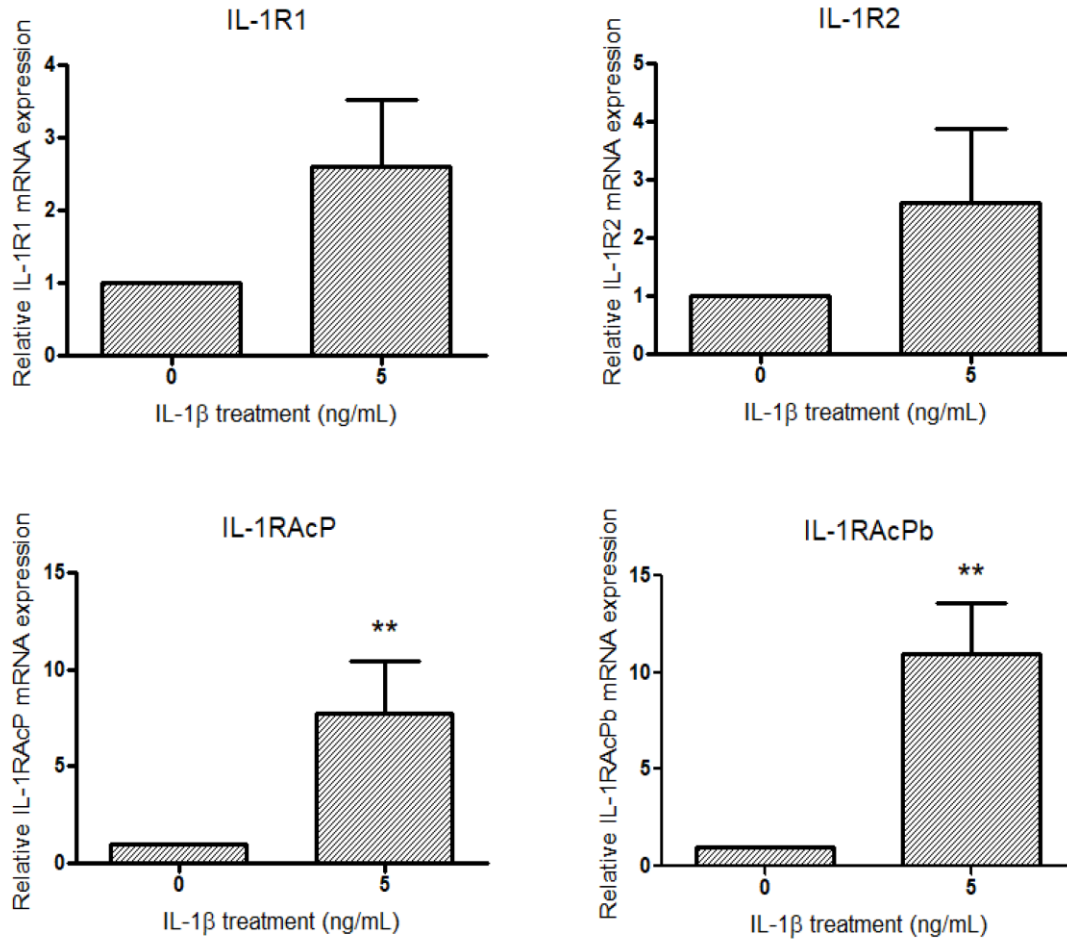 IL-1R1
Relative IL-1R1 mRNA expression
4
3
2
1
0
0
5
IL-1β treatment (ng/mL)
IL-1R2
Relative IL-1R2 mRNA expression
5
4
3
2
1
0
0
5
IL-1β treatment (ng/mL)
IL-1RAcP
Relative IL-1RAcP mRNA expression
15
10
5
0
**
0
5
IL-1β treatment (ng/mL)
IL-1RAcPb
Relative IL-1RAcPb mRNA expression
15
10
5
0
**
0
5
IL-1β treatment (ng/mL)